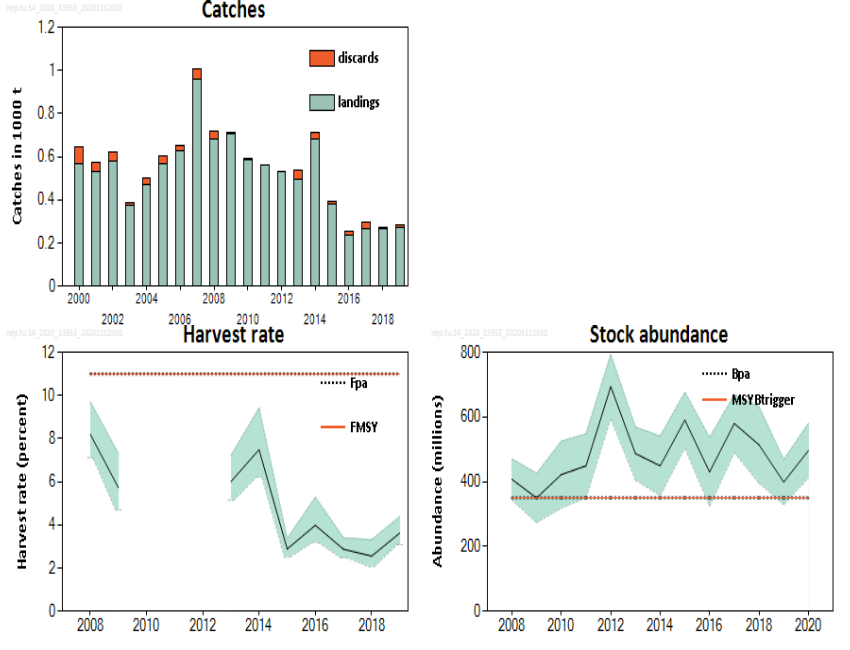 nep.fu.14_2020_13953_20201112010
Catches
Catches in 1000 t
1.2
1
0.8
0.6
0.4
0.2
0
discards
landings
2000 2004 2008 2012 2016
2002 2006 2010 2014 2018
nep.fu.14_2020_13953_20201112010
Harvest rate
Harvest rate (percent)
12
10
8
6
4
2
0
Fpa
FMSY
2008 2010 2012 2014 2016 2018
nep.fu.14_2020_13953_20201112010
Stock abundance
Abundance (millions)
800
600
400
200
0
Bpa
MSYBtrigger
2008 2010 2012 2014 2016 2018 2020